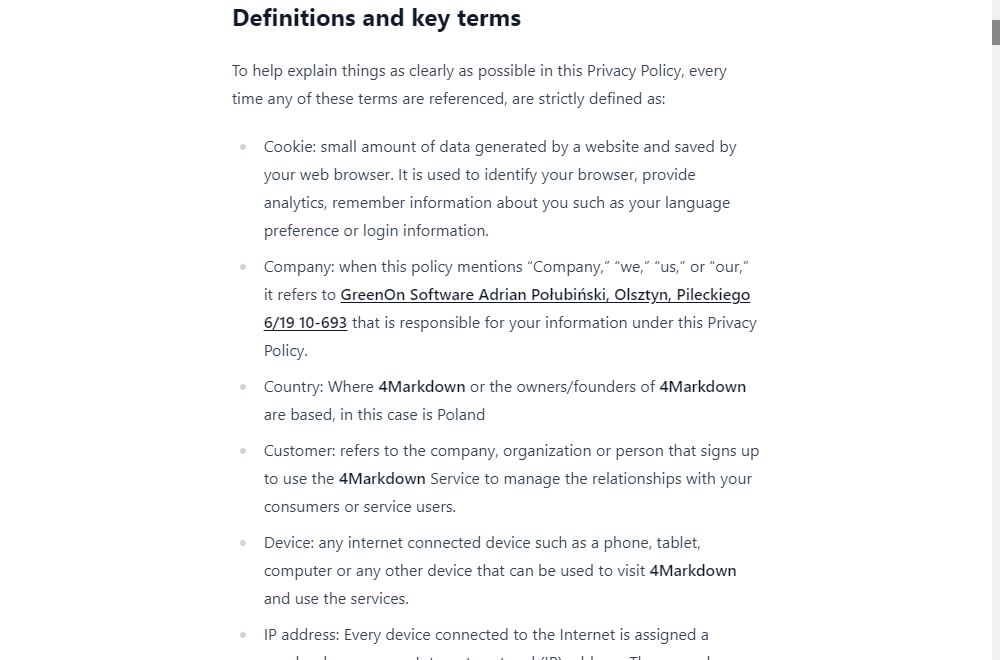 Definitions and key terms
To help explain things as clearly as possible in this Privacy Policy, every
time any of these terms are referenced, are strictly defined as:
Cookie: small amount of data generated by a website and saved by
your web browser. It is used to identify your browser, provide
analytics, remember information about you such as your language
preference or login information.
Company: when this policy mentions “Company,” “we,” “us,” or “our,”
it refers to GreenOn Software Adrian Połubiński, Olsztyn, Pileckiego
6/19 10-693 that is responsible for your information under this Privacy
Policy.
Country: Where 4Markdown or the owners/founders of 4Markdown
are based, in this case is Poland
Customer: refers to the company, organization or person that signs up
to use the 4Markdown Service to manage the relationships with your
consumers or service users.
Device: any internet connected device such as a phone, tablet,
computer or any other device that can be used to visit 4Markdown
and use the services.
IP address: Every device connected to the Internet is assigned a